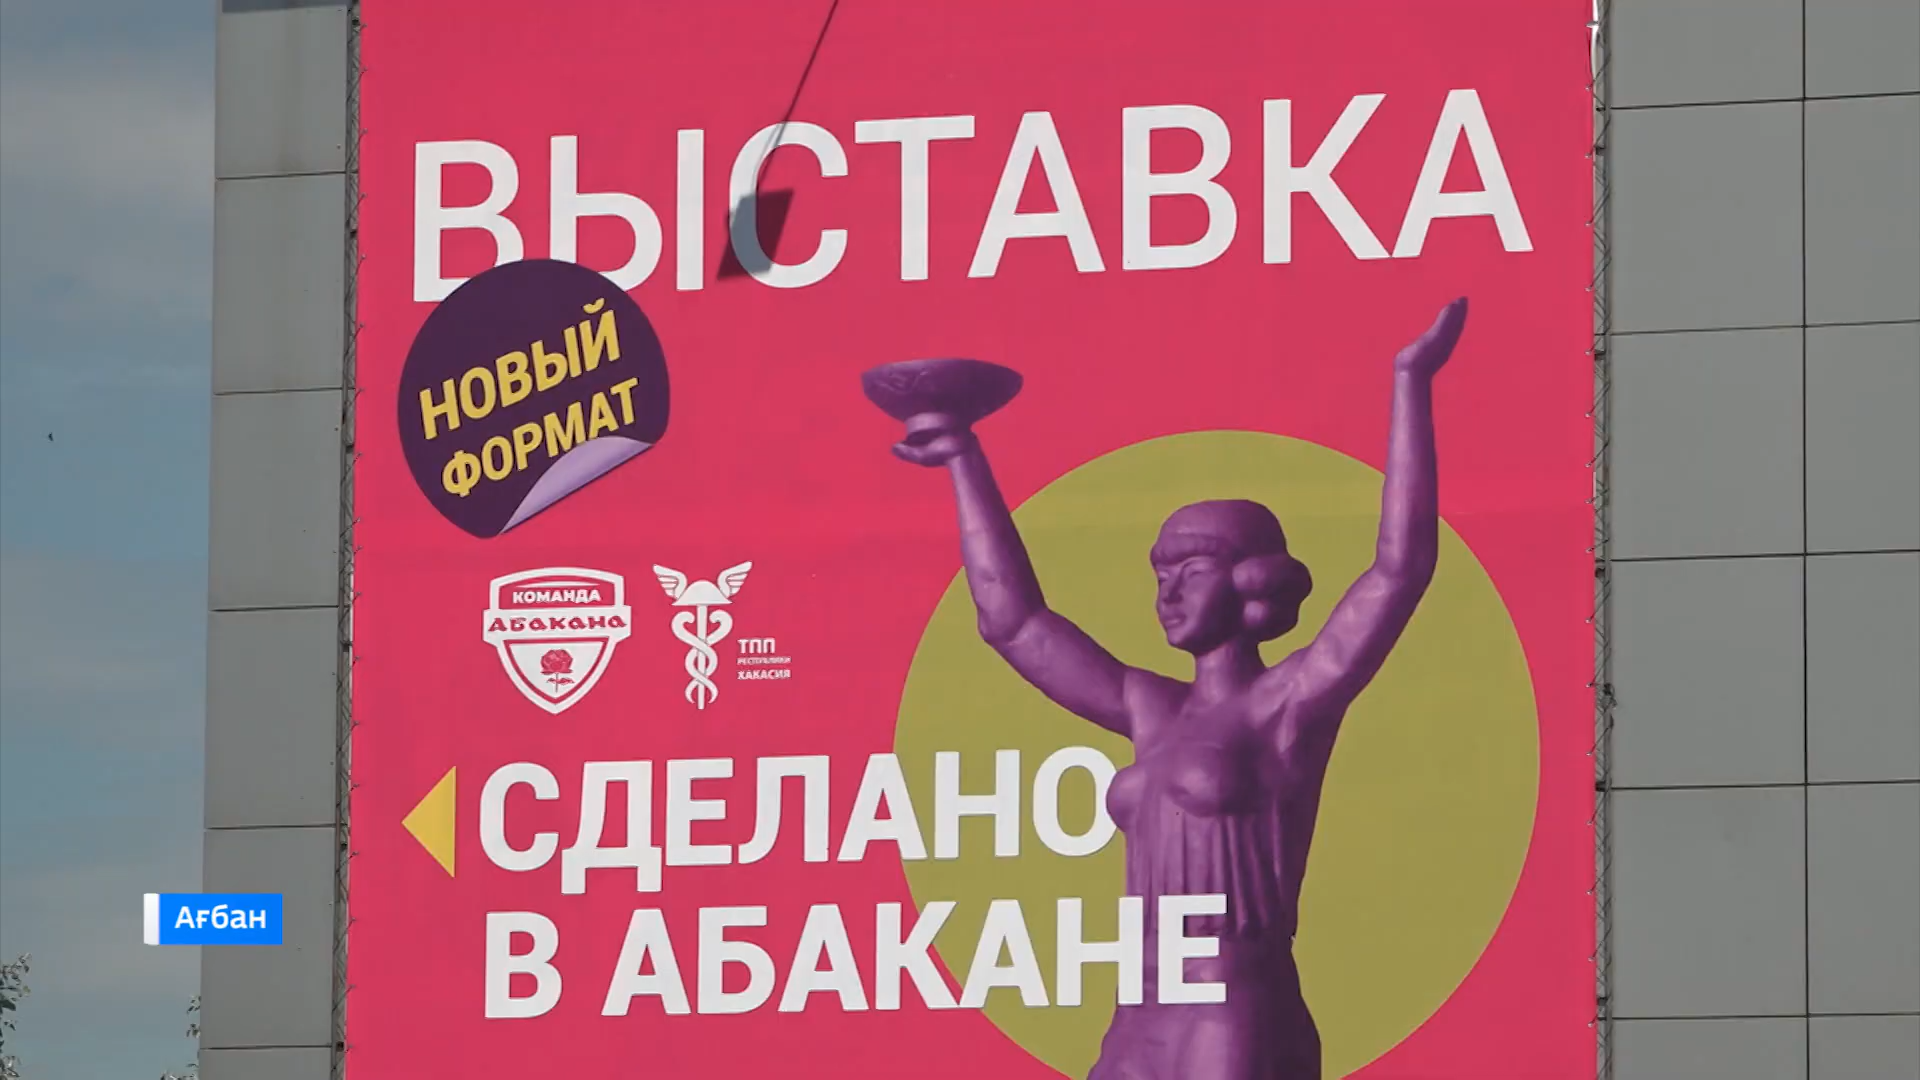 ВЫСТАВКА
НОВЫЙ
ФОРМАТ
КОМАНДА
АБАКАНА
ТПП
РЕСПУБЛИКИ
ХАКАСИЯ
СДЕЛАНО
В АБАКАНЕ
Ағбан